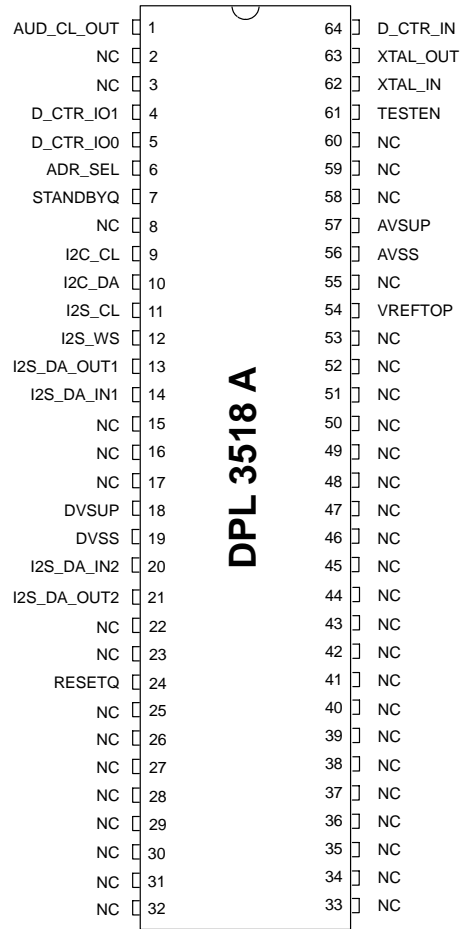 AUD_CL_OUT 1 64 D_CTR_IN
NC 2 63 XTAL_OUT
NC 3 62 XTAL_IN
D_CTR_IO1 4 61 TESTEN
D_CTR_IO0 5 60 NC
ADR_SEL 6 59 NC
STANDBYQ 7 58 NC
NC 8 57 AVSUP
I2C_CL 9 56 AVSS
I2C_DA 10 55 NC
I2S_CL 11 54 VREFTOP
I2S_WS 12 53 NC
I2S_DA_OUT1 13 52 NC
I2S_DA_IN1 14 51 NC
NC 15 50 NC
NC 16 49 NC
NC 17 48 NC
DVSUP 18 47 NC
DVSS 19 46 NC
I2S_DA_IN2 20 45 NC
I2S_DA_OUT2 21 44 NC
NC 22 43 NC
NC 23 42 NC
RESETQ 24 41 NC
NC 25 40 NC
NC 26 39 NC
NC 27 38 NC
NC 28 37 NC
NC 29 36 NC
NC 30 35 NC
NC 31 34 NC
NC 32 33 NC
DPL 3518 A